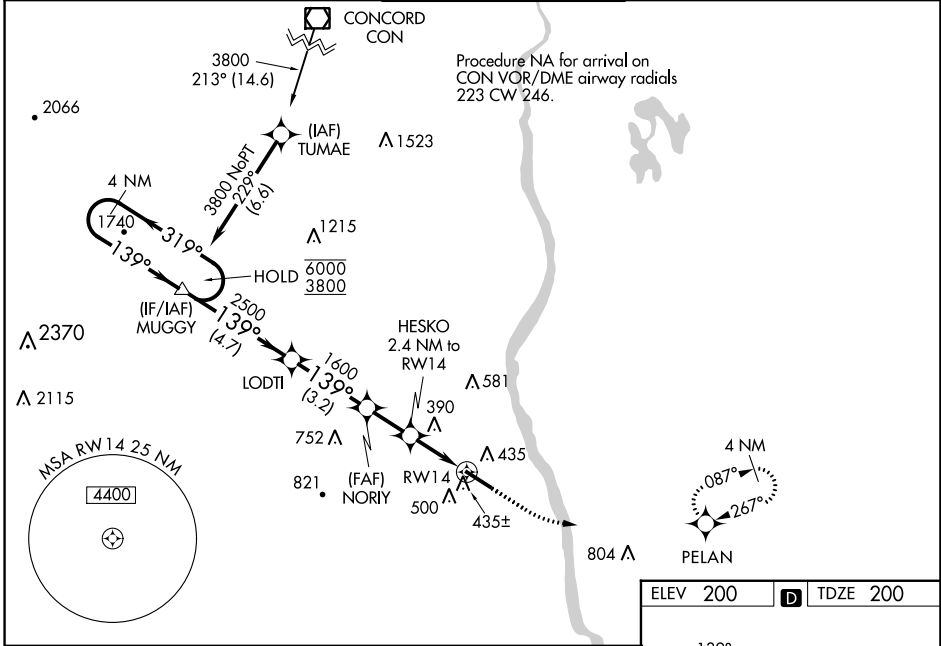 CONCORD
CON
3800
213° (14.6)
Procedure NA for arrival on
CON VOR/DME airway radials
223 CW 246.
2066
(IAF)
TUMAE
1523
3800 NoPT
229°
(6.6)
4 NM
1740
319°
139°
1215
HOLD
6000
3800
(IF/IAF)
MUGGY
2500
139°
(4.7)
HESKO
2.4 NM to
RW14
2370
LODTI
1600
139°
(3.2)
581
2115
390
752
435
MSA RW14 25 NM
4400
821
(FAF)
NORIY
RW14
500
435±
4 NM
087°
267°
804
PELAN
ELEV 200
D
TDZE 200